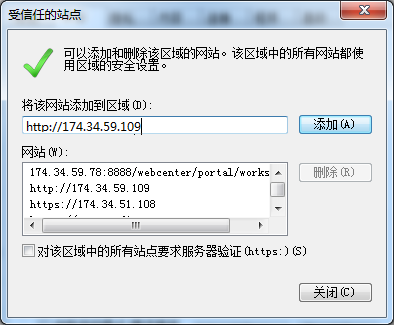 受信任的站点
可以添加和删除该区域的网站。该区域中的所有网站都使
用区域的安全设置。
将该网站添加到区域(D):
http://174.34.59.109
添加(A)
网站(W):
174.34.59.78:8888/webcenter/portal/works
http://174.34.59.109
https://174.34.51.108
删除(R)
对该区域中的所有站点要求服务器验证(https:)(S)
关闭(C)